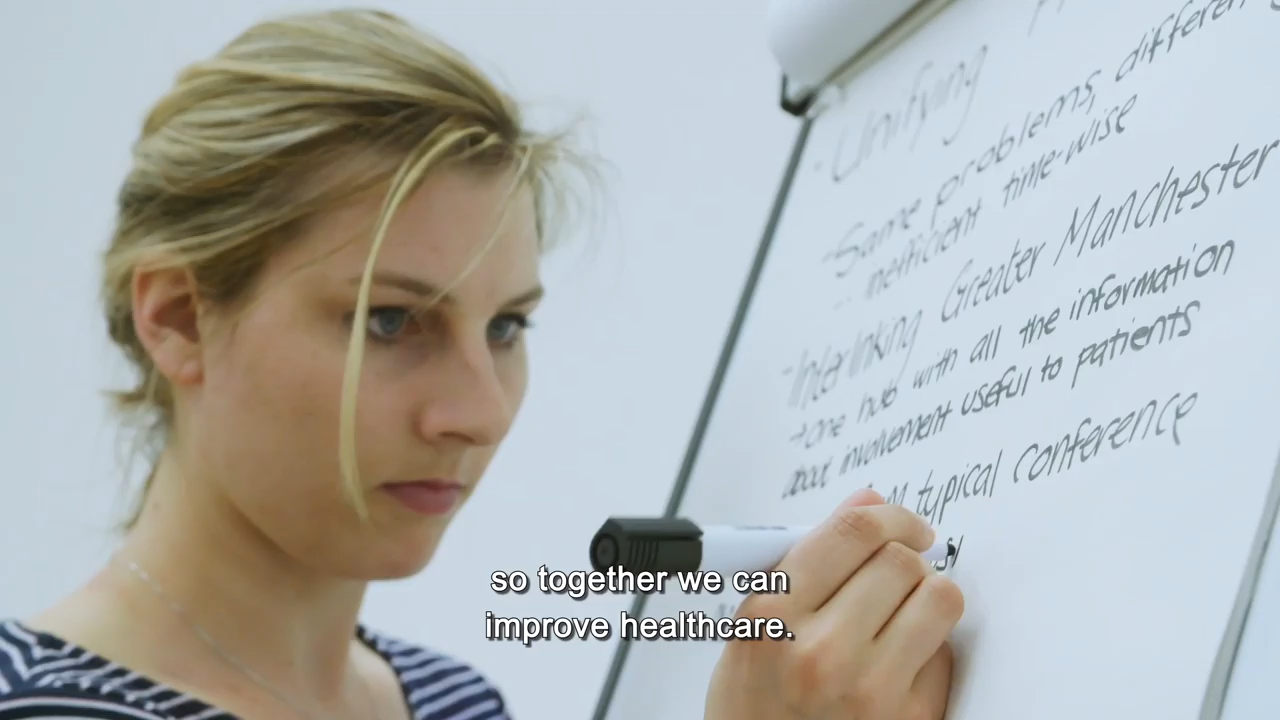 · Unifying
- Same problems, different
inefficient time-wise
- Interlinking Greater Manchester
→ one hub with all the information
about involvement useful to patients
typical conference
so together we can
improve healthcare.